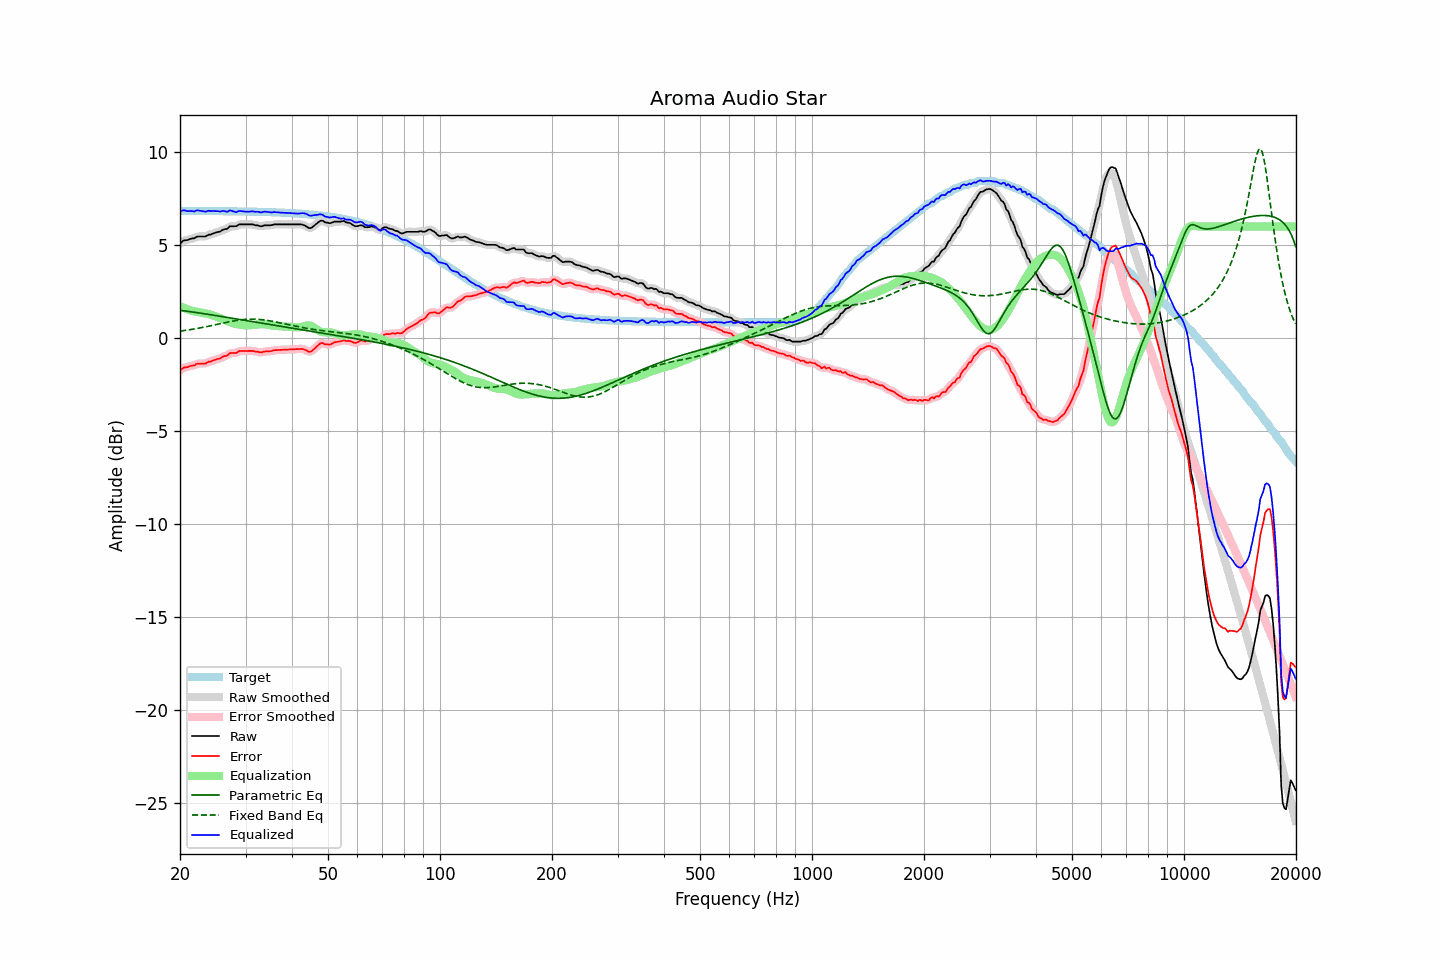 Aroma Audio Star
Amplitude (dBr)
10
5
0
−5
−10
−15
−20
−25
Target
Raw Smoothed
Error Smoothed
Raw
Error
Equalization
Parametric Eq
Fixed Band Eq
Equalized
20 50 100 200 500 1000 2000 5000 10000 20000
Frequency (Hz)